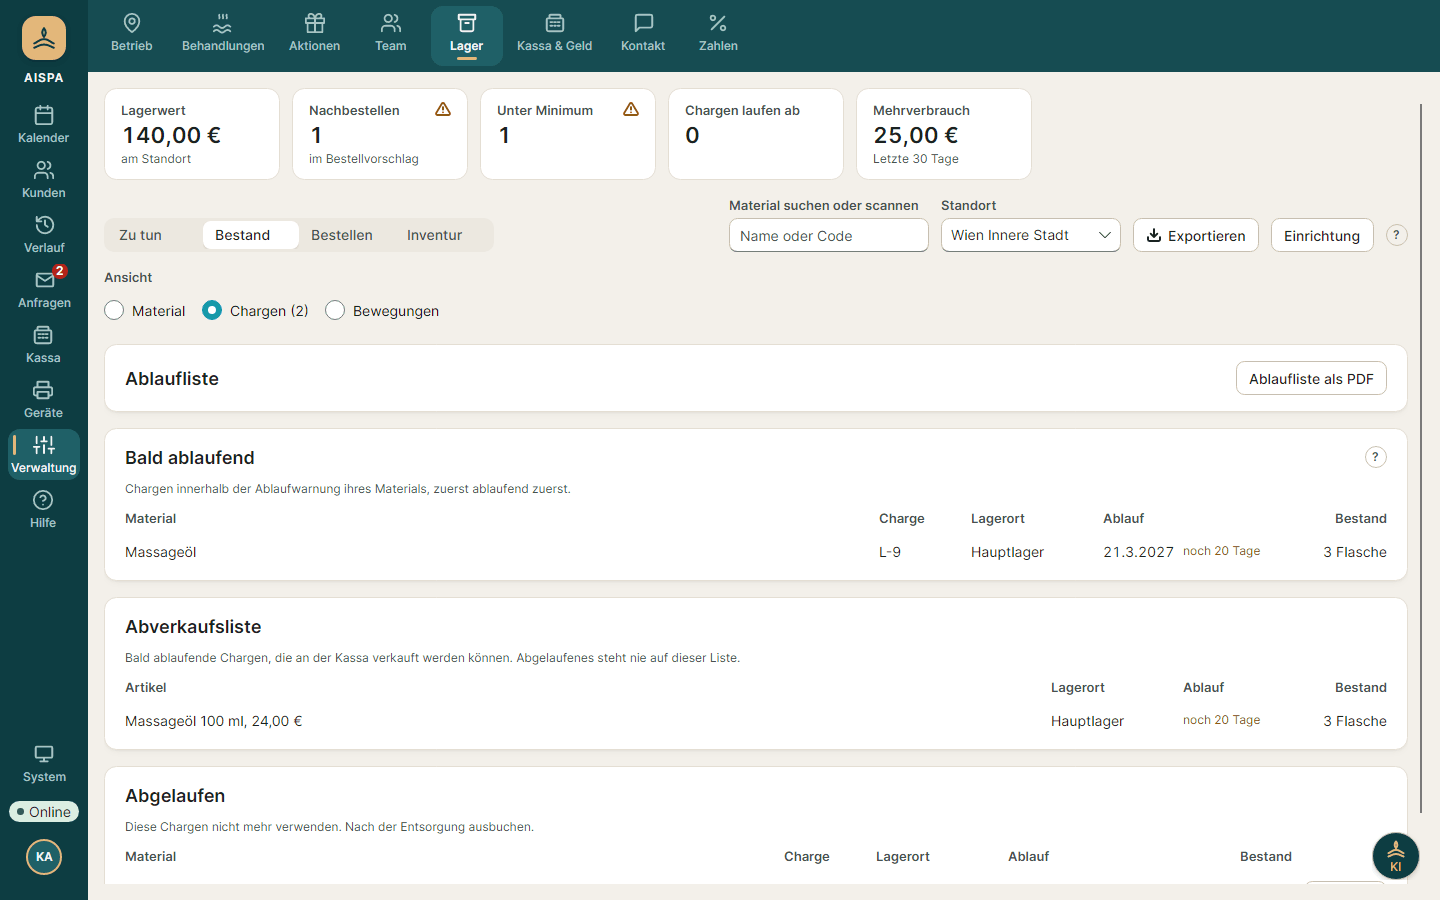 AISPA
Kalender
Kunden
Verlauf
2
Anfragen
Kassa
Geräte
Verwaltung
Hilfe
System
Online
KA
Betrieb
Behandlungen
Aktionen
Team
Lager
Kassa & Geld
Kontakt
Zahlen
Lagerwert
140,00 €
am Standort
Nachbestellen
1
im Bestellvorschlag
Unter Minimum
1
Chargen laufen ab
0
Mehrverbrauch
25,00 €
Letzte 30 Tage
Zu tun
Bestand
Bestellen
Inventur
Material suchen oder scannen
Name oder Code
Standort
Wien Innere Stadt
Exportieren
Einrichtung
?
Ansicht
Material
Chargen (2)
Bewegungen
Ablaufliste
Ablaufliste als PDF
Bald ablaufend
?
Chargen innerhalb der Ablaufwarnung ihres Materials, zuerst ablaufend zuerst.
Material Charge Lagerort Ablauf Bestand
Massageöl L-9 Hauptlager 21.3.2027 noch 20 Tage 3 Flasche
Abverkaufsliste
Bald ablaufende Chargen, die an der Kassa verkauft werden können. Abgelaufenes steht nie auf dieser Liste.
Artikel Lagerort Ablauf Bestand
Massageöl 100 ml, 24,00 € Hauptlager noch 20 Tage 3 Flasche
Abgelaufen
Diese Chargen nicht mehr verwenden. Nach der Entsorgung ausbuchen.
Material Charge Lagerort Ablauf Bestand
KI